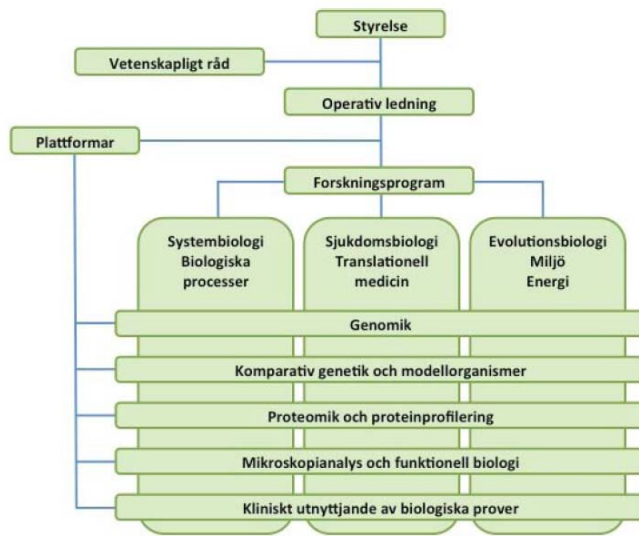 Styrelse
Vetenskapligt råd
Operativ ledning
Plattformar
Forskningsprogram
Systembiologi
Biologiska
processer
Sjukdomsbiologi
Translationell
medicin
Evolutionsbiologi
Miljö
Energi
Genomik
Komparativ genetik och modellorganismer
Proteomik och proteinprofilering
Mikroskopianalys och funktionell biologi
Kliniskt utnyttjande av biologiska prover